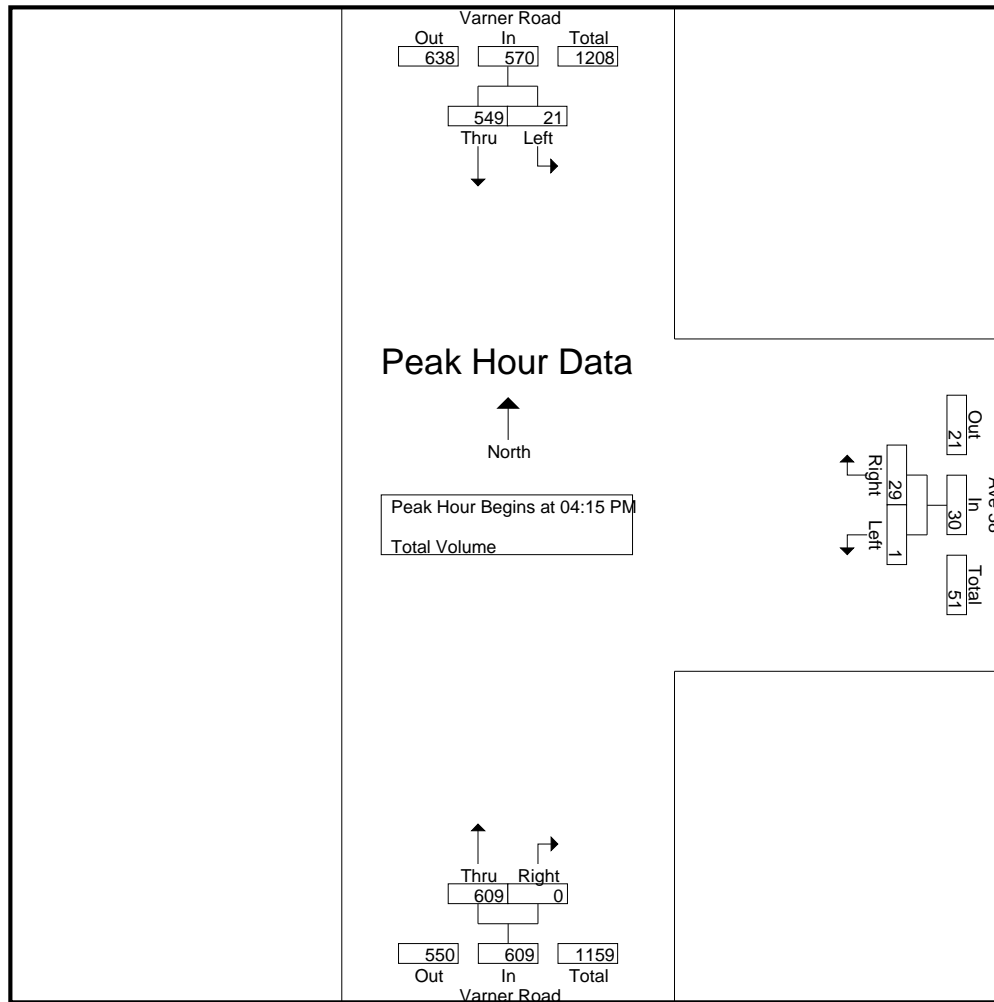 Varner Road
Out In Total
638 570 1208
549 21
Thru Left
Peak Hour Data
North
Peak Hour Begins at 04:15 PM
Total Volume
Out In Total
21 30 51
Right Left
29 1
Thru Right
609 0
550 609 1159
Out In Total
Varner Road